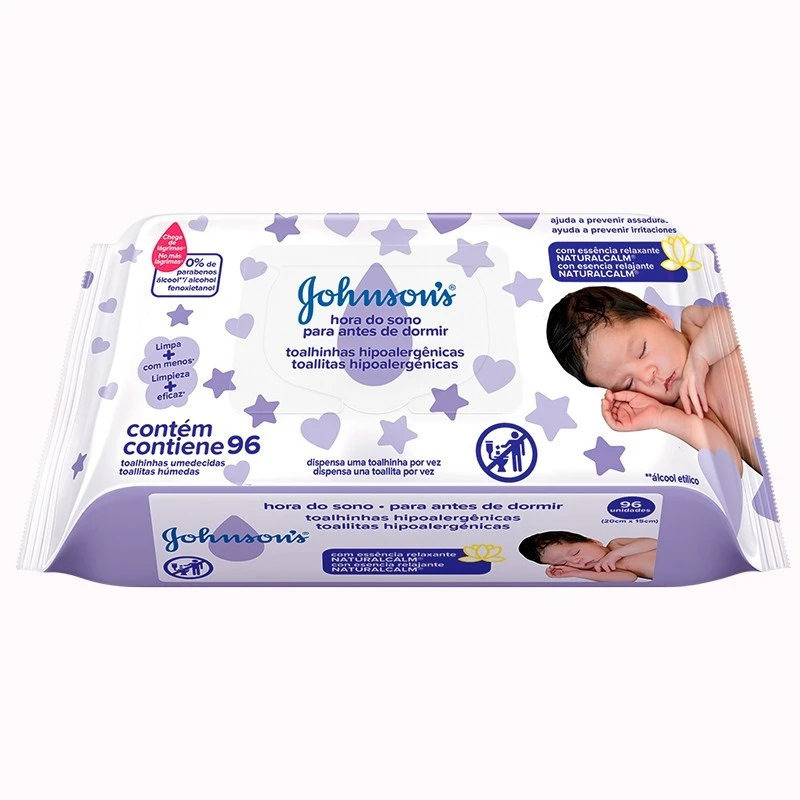 ajuda a prevenir assadura.
ayuda a prevenir irritaciones
Chega
de
lágrimas*
No más
lágrimas*
0% de
parabenos
álcool**/ alcohol
fenoxietanol
com essência relaxante
NATURALCALM®
con esencia relajante
NATURALCALM®
Johnson's®
hora do sono
para antes de dormir
toalhinhas hipoalergênicas
toallitas hipoalergénicas
Limpa
+
com menos*
Limpieza
+
eficaz*
contém
contiene 96
toalhinhas umedecidas
toallitas húmedas
dispensa uma toalhinha por vez
dispensa una toallita por vez
**álcool etílico
hora do sono • para antes de dormir
toalhinhas hipoalergênicas
toallitas hipoalergénicas
Johnson's®
com essência relaxante
NATURALCALM®
con esencia relajante
NATURALCALM®
96
unidades
(20cm x 15cm)